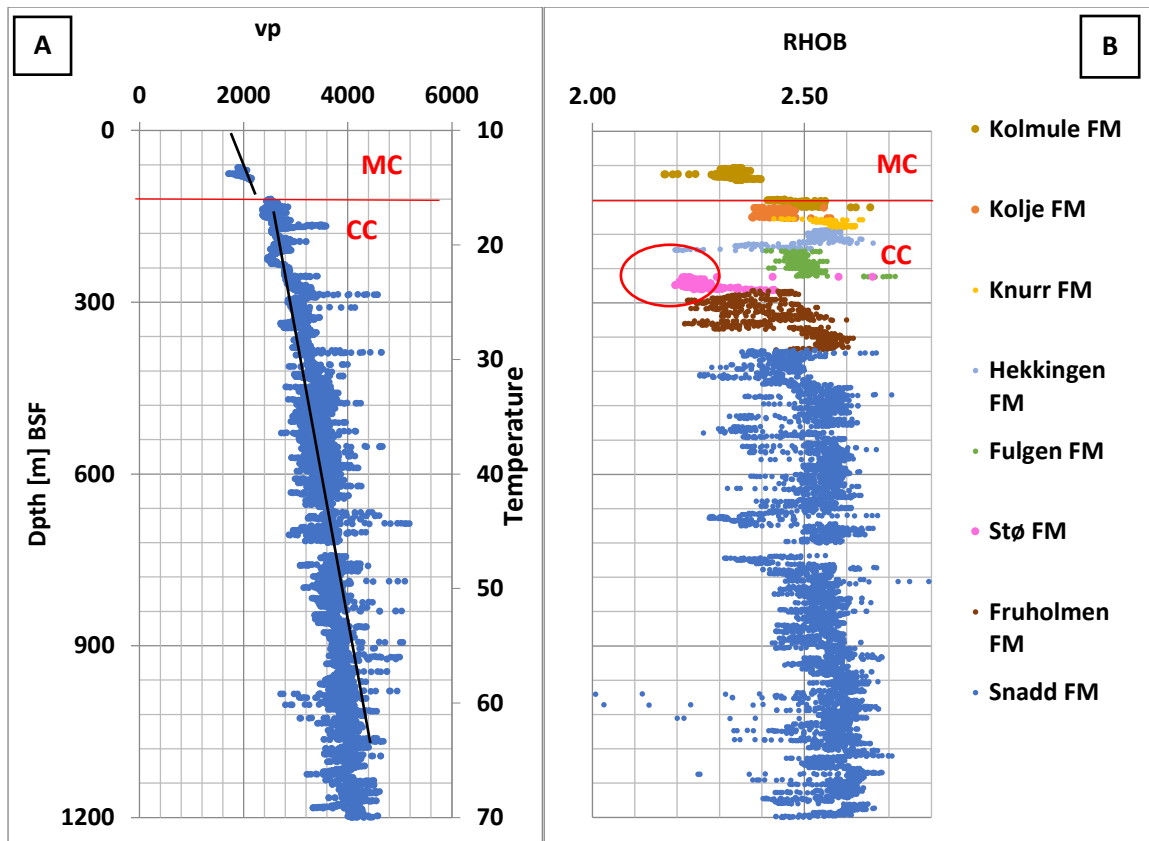 A
vp
0 2000 4000 6000
0
300
600
900
1200
Dpth [m] BSF
10
20
30
40
50
60
70
Temperature
MC
CC
RHOB
B
2.00 2.50
MC
CC
Kolmule FM
Kolje FM
Knurr FM
Hekkingen
FM
Fulgen FM
Stø FM
Fruholmen
FM
Snadd FM